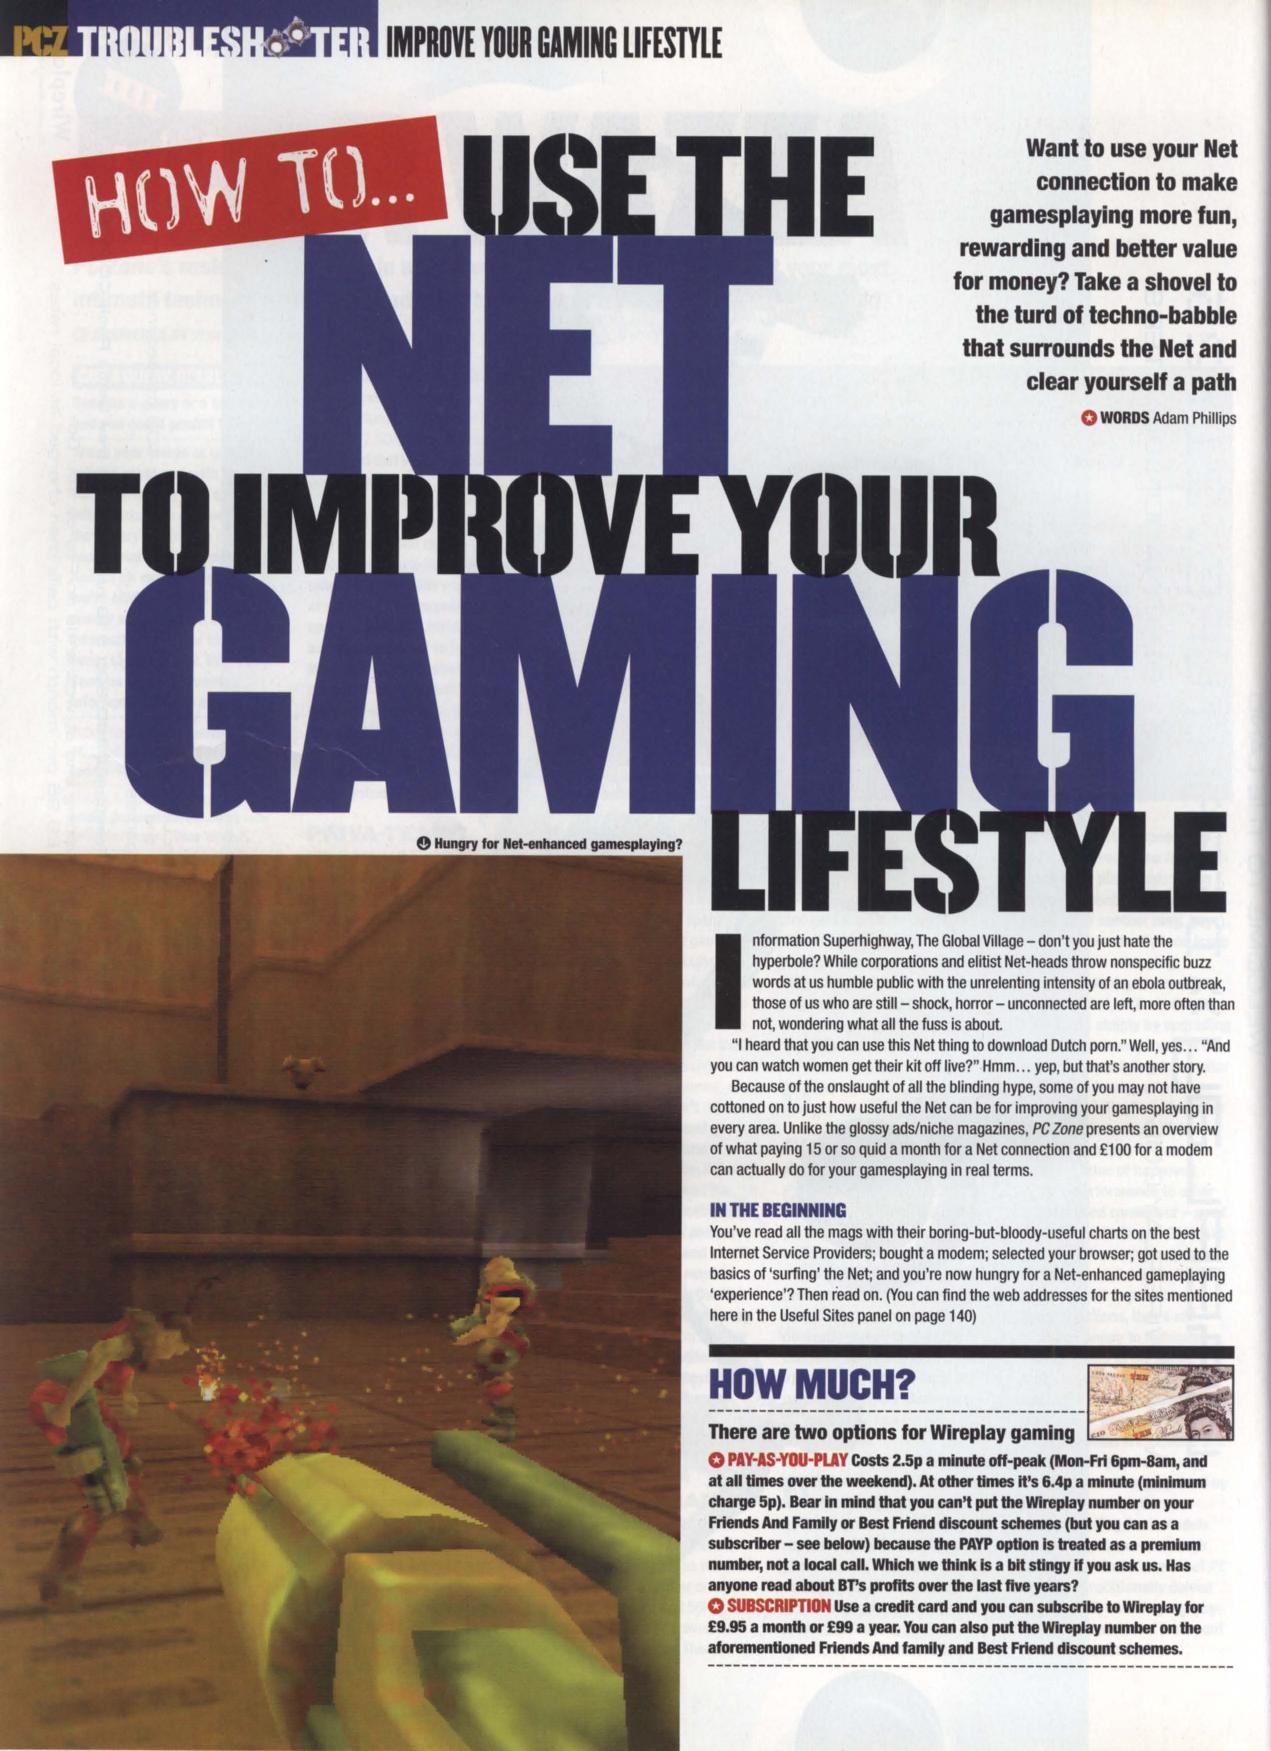 PCZ TROUBLESHOOTER IMPROVE YOUR GAMING LIFESTYLE
HOW TO... USE THE
NET
TO IMPROVE YOUR
GAMING
LIFESTYLE
Want to use your Net
connection to make
gamesplaying more fun,
rewarding and better value
for money? Take a shovel to
the turd of techno-babble
that surrounds the Net and
clear yourself a path
WORDS Adam Phillips
Hungry for Net-enhanced gamesplaying?
Information Superhighway, The Global Village – don't you just hate the
hyperbole? While corporations and elitist Net-heads throw nonspecific buzz
words at us humble public with the unrelenting intensity of an ebola outbreak,
those of us who are still – shock, horror – unconnected are left, more often than
not, wondering what all the fuss is about.
"I heard that you can use this Net thing to download Dutch porn." Well, yes... "And
you can watch women get their kit off live?" Hmm... yep, but that's another story.
Because of the onslaught of all the blinding hype, some of you may not have
cottoned on to just how useful the Net can be for improving your gamesplaying in
every area. Unlike the glossy ads/niche magazines, PC Zone presents an overview
of what paying 15 or so quid a month for a Net connection and £100 for a modem
can actually do for your gamesplaying in real terms.
IN THE BEGINNING
You've read all the mags with their boring-but-bloody-useful charts on the best
Internet Service Providers; bought a modem; selected your browser; got used to the
basics of 'surfing' the Net; and you're now hungry for a Net-enhanced gameplaying
'experience'? Then read on. (You can find the web addresses for the sites mentioned
here in the Useful Sites panel on page 140)
HOW MUCH?
There are two options for Wireplay gaming
PAY-AS-YOU-PLAY Costs 2.5p a minute off-peak (Mon-Fri 6pm-8am, and
at all times over the weekend). At other times it's 6.4p a minute (minimum
charge 5p). Bear in mind that you can't put the Wireplay number on your
Friends And Family or Best Friend discount schemes (but you can as a
subscriber – see below) because the PAYP option is treated as a premium
number, not a local call. Which we think is a bit stingy if you ask us. Has
anyone read about BT's profits over the last five years?
SUBSCRIPTION Use a credit card and you can subscribe to Wireplay for
£9.95 a month or £99 a year. You can also put the Wireplay number on the
aforementioned Friends And family and Best Friend discount schemes.